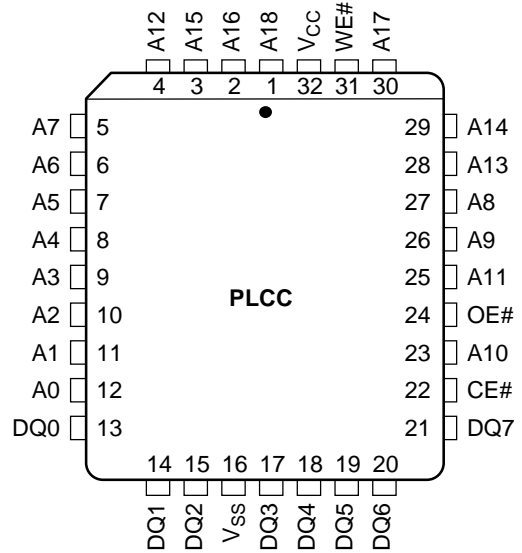 A12 A15 A16 A18 VCC WE# A17
4 3 2 1 32 31 30
A7 5 29 A14
A6 6 28 A13
A5 7 27 A8
A4 8 26 A9
A3 9 25 A11
PLCC
A2 10 24 OE#
A1 11 23 A10
A0 12 22 CE#
DQ0 13 21 DQ7
14 15 16 17 18 19 20
DQ1 DQ2 VSS DQ3 DQ4 DQ5 DQ6